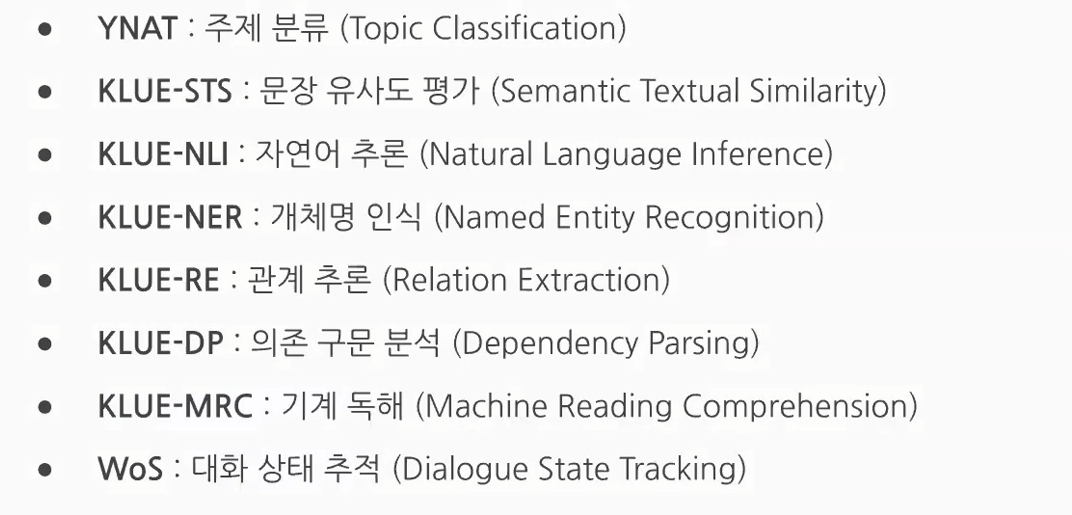 • YNAT : 주제 분류 (Topic Classification)
• KLUE-STS : 문장 유사도 평가 (Semantic Textual Similarity)
• KLUE-NLI : 자연어 추론 (Natural Language Inference)
• KLUE-NER : 개체명 인식 (Named Entity Recognition)
• KLUE-RE : 관계 추론 (Relation Extraction)
• KLUE-DP : 의존 구문 분석 (Dependency Parsing)
• KLUE-MRC : 기계 독해 (Machine Reading Comprehension)
• WoS : 대화 상태 추적 (Dialogue State Tracking)